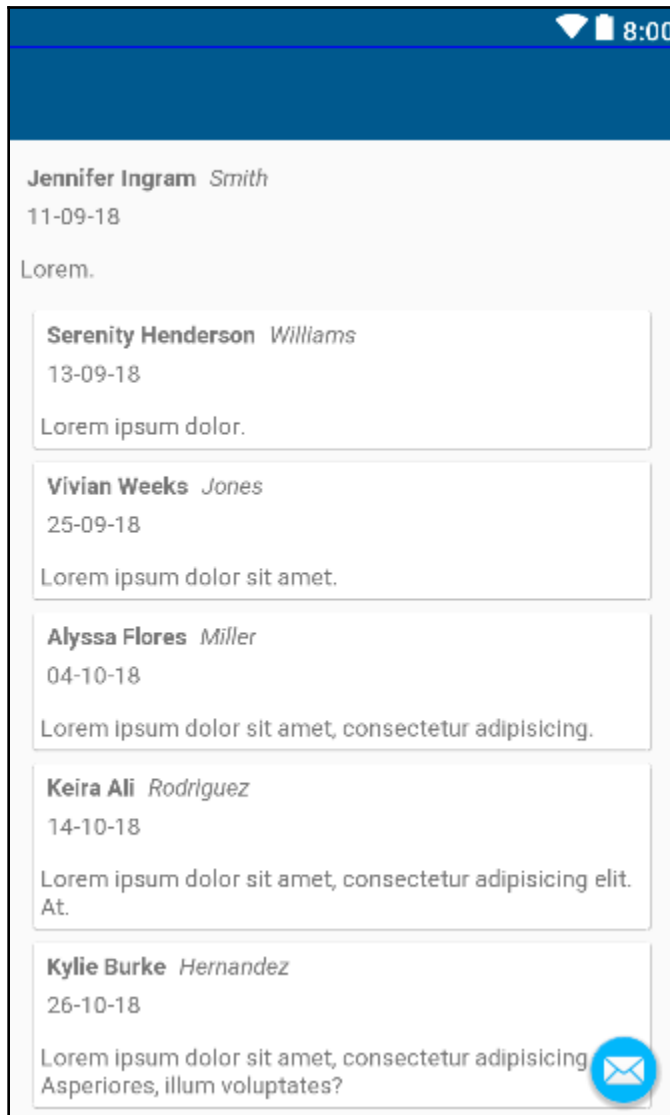 8:00
Jennifer Ingram Smith
11-09-18
Lorem.
Serenity Henderson Williams
13-09-18
Lorem ipsum dolor.
Vivian Weeks Jones
25-09-18
Lorem ipsum dolor sit amet.
Alyssa Flores Miller
04-10-18
Lorem ipsum dolor sit amet, consectetur adipisicing.
Keira Ali Rodriguez
14-10-18
Lorem ipsum dolor sit amet, consectetur adipisicing elit.
At.
Kylie Burke Hernandez
26-10-18
Lorem ipsum dolor sit amet, consectetur adipisicing
Asperiores, illum voluptates?